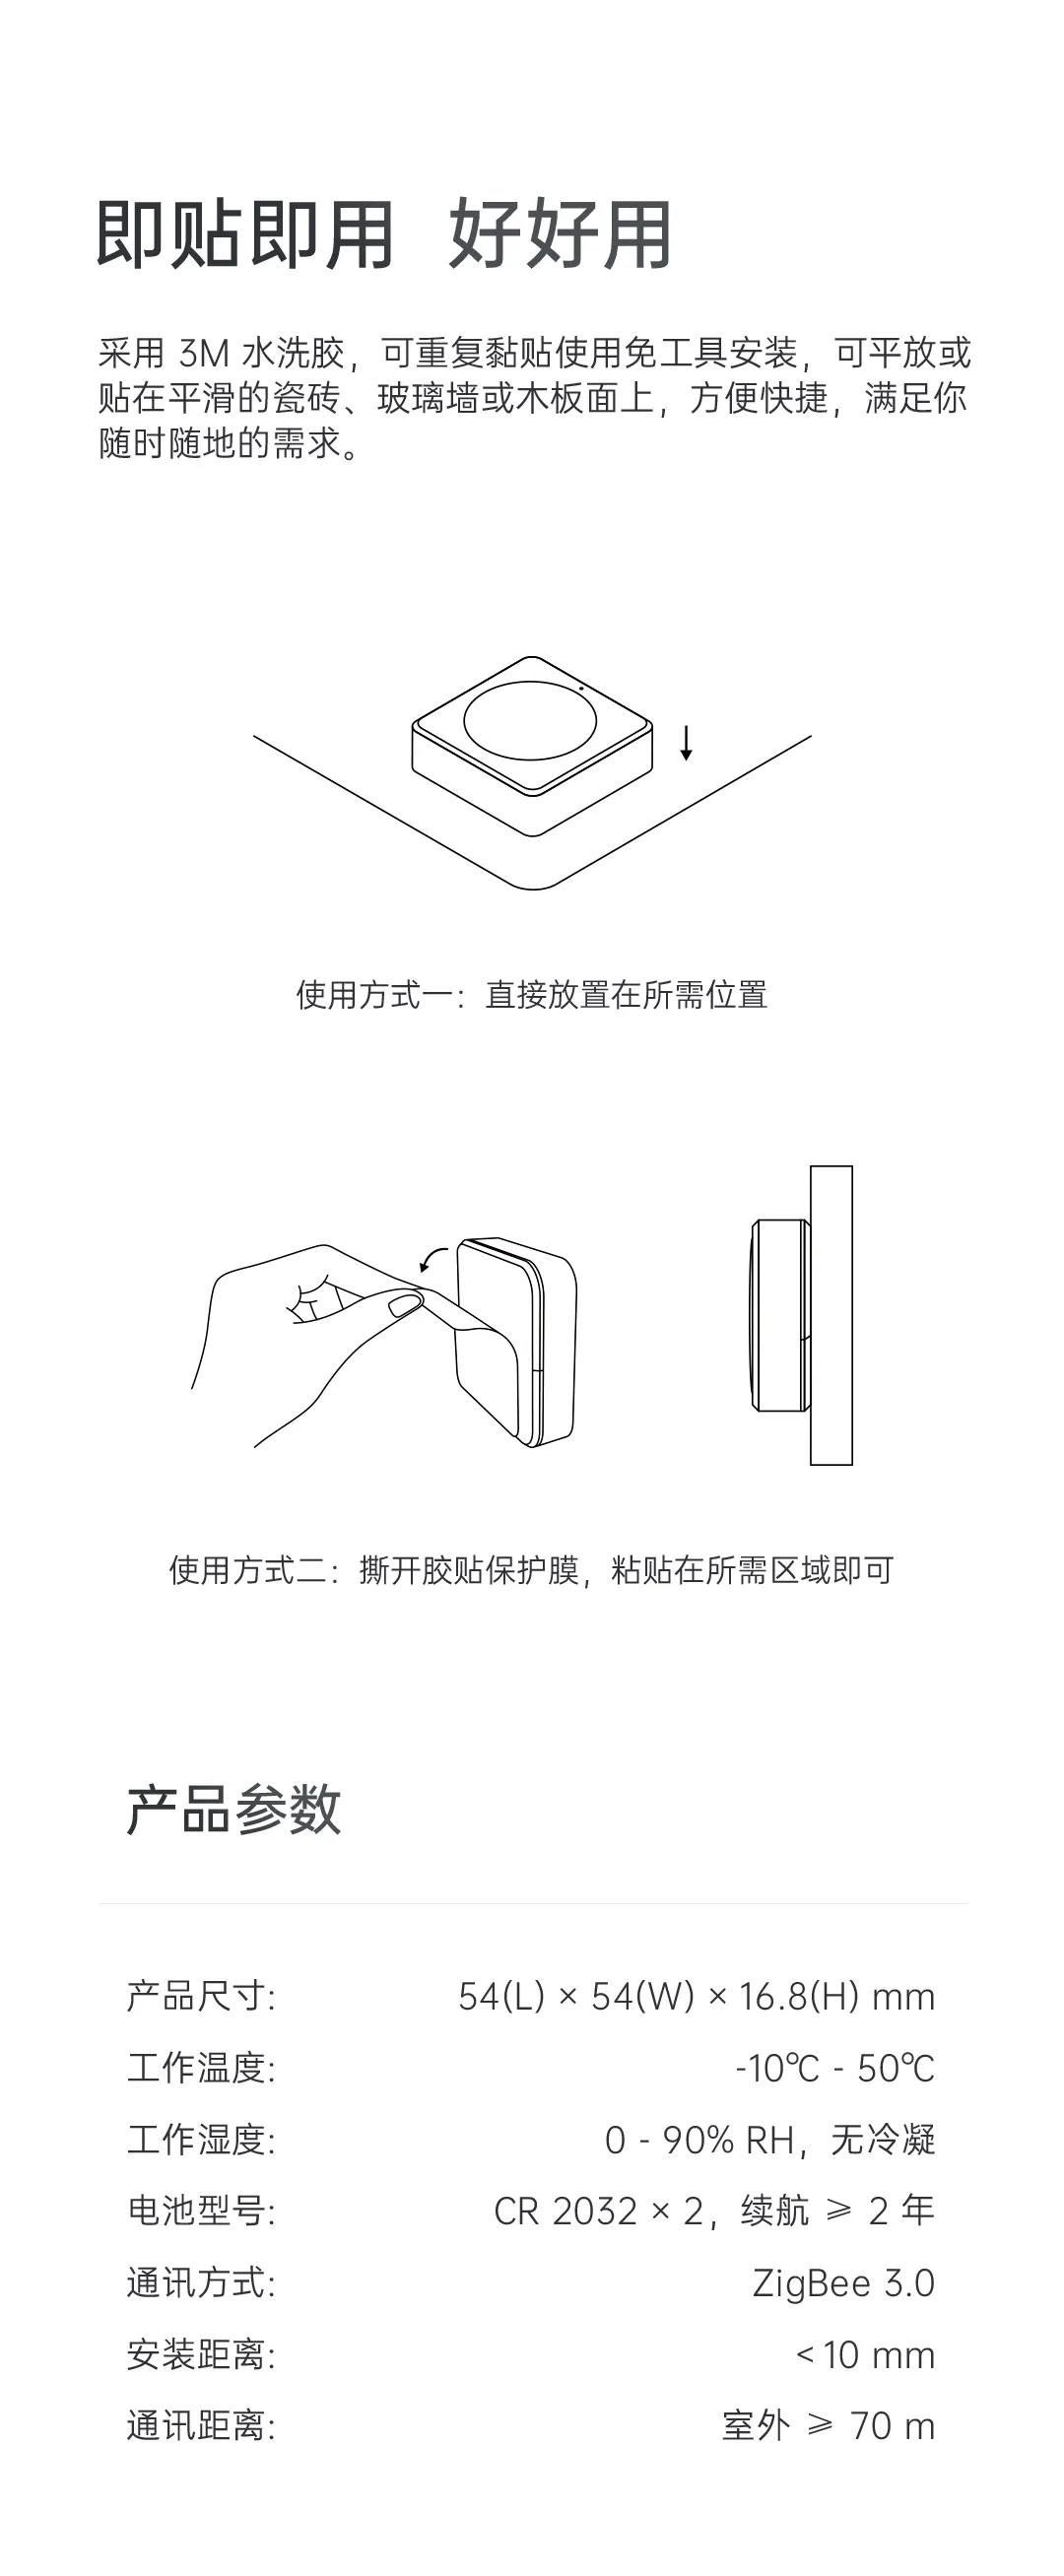 即贴即用 好好用
采用 3M 水洗胶，可重复黏贴使用免工具安装，可平放或
贴在平滑的瓷砖、玻璃墙或木板面上，方便快捷，满足你
随时随地的需求。
使用方式一：直接放置在所需位置
使用方式二：撕开胶贴保护膜，粘贴在所需区域即可
产品参数
产品尺寸: 54(L) × 54(W) × 16.8(H) mm
工作温度: -10℃ - 50℃
工作湿度: 0 - 90% RH，无冷凝
电池型号: CR 2032 × 2，续航 ⩾ 2 年
通讯方式: ZigBee 3.0
安装距离: < 10 mm
通讯距离: 室外 ⩾ 70 m